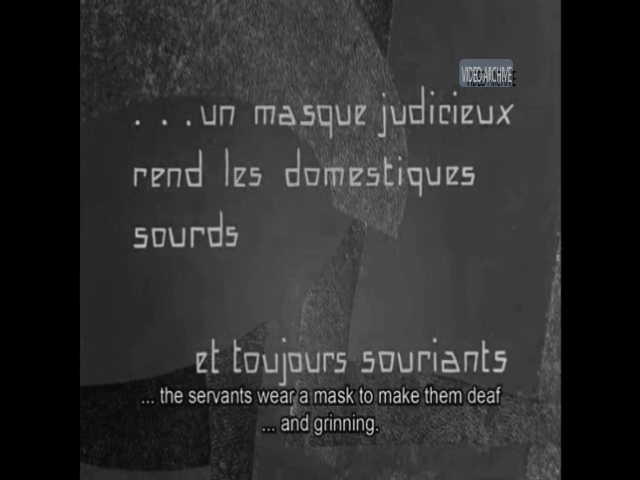 VIDEO ARCHIVE
. . .un masque judicieux
rend les domestiques
sourds
et toujours souriants
... the servants wear a mask to make them deaf
... and grinning.